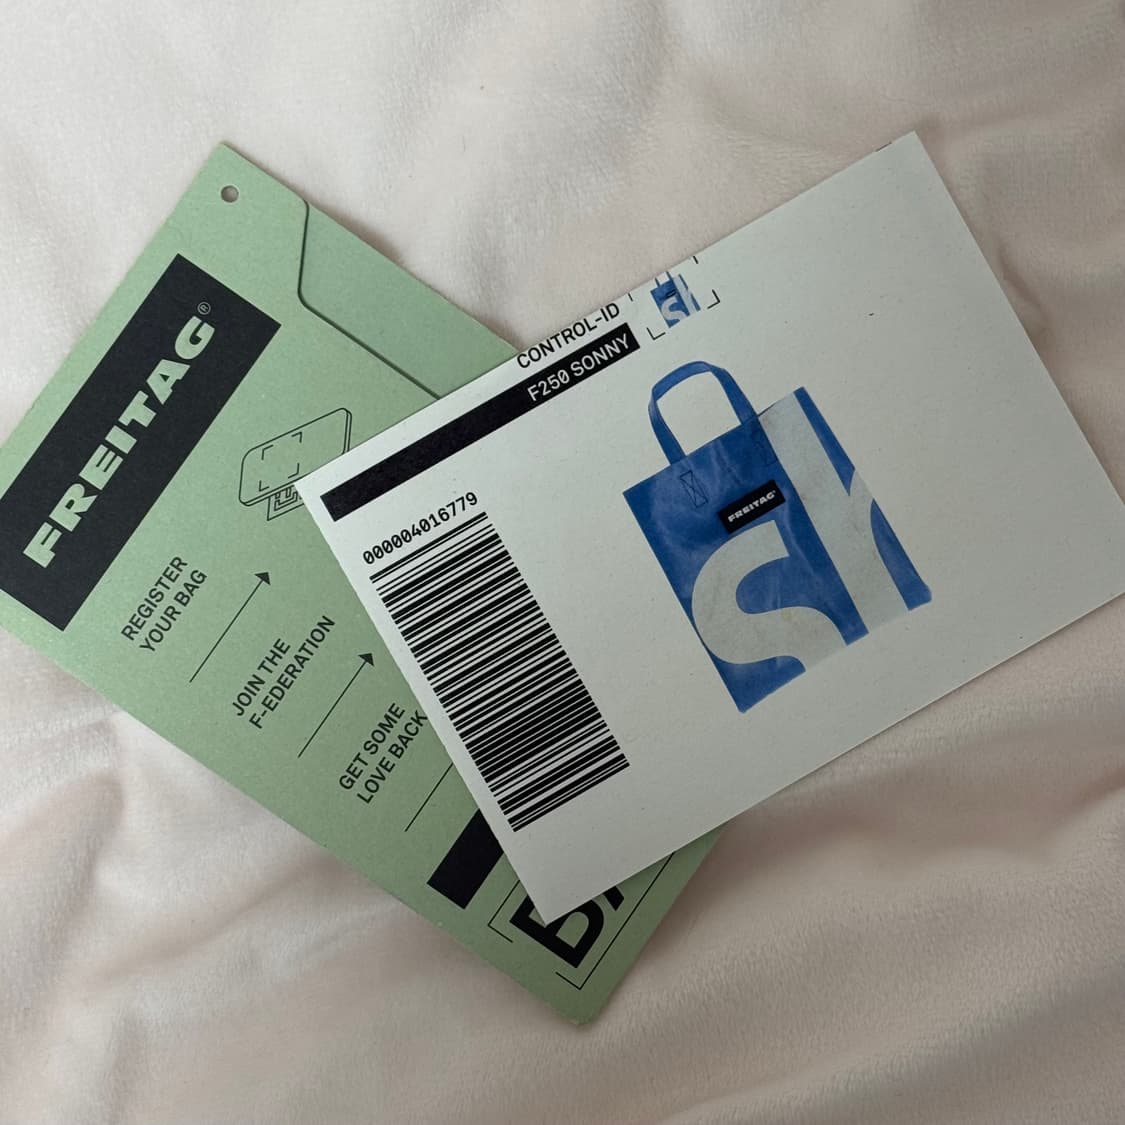 FREITAG®
REGISTER
YOUR BAG
JOIN THE
F-EDERATION
GET SOME
LOVE BACK
CONTROL-ID
F250 SONNY
000004016779
FREITAG®